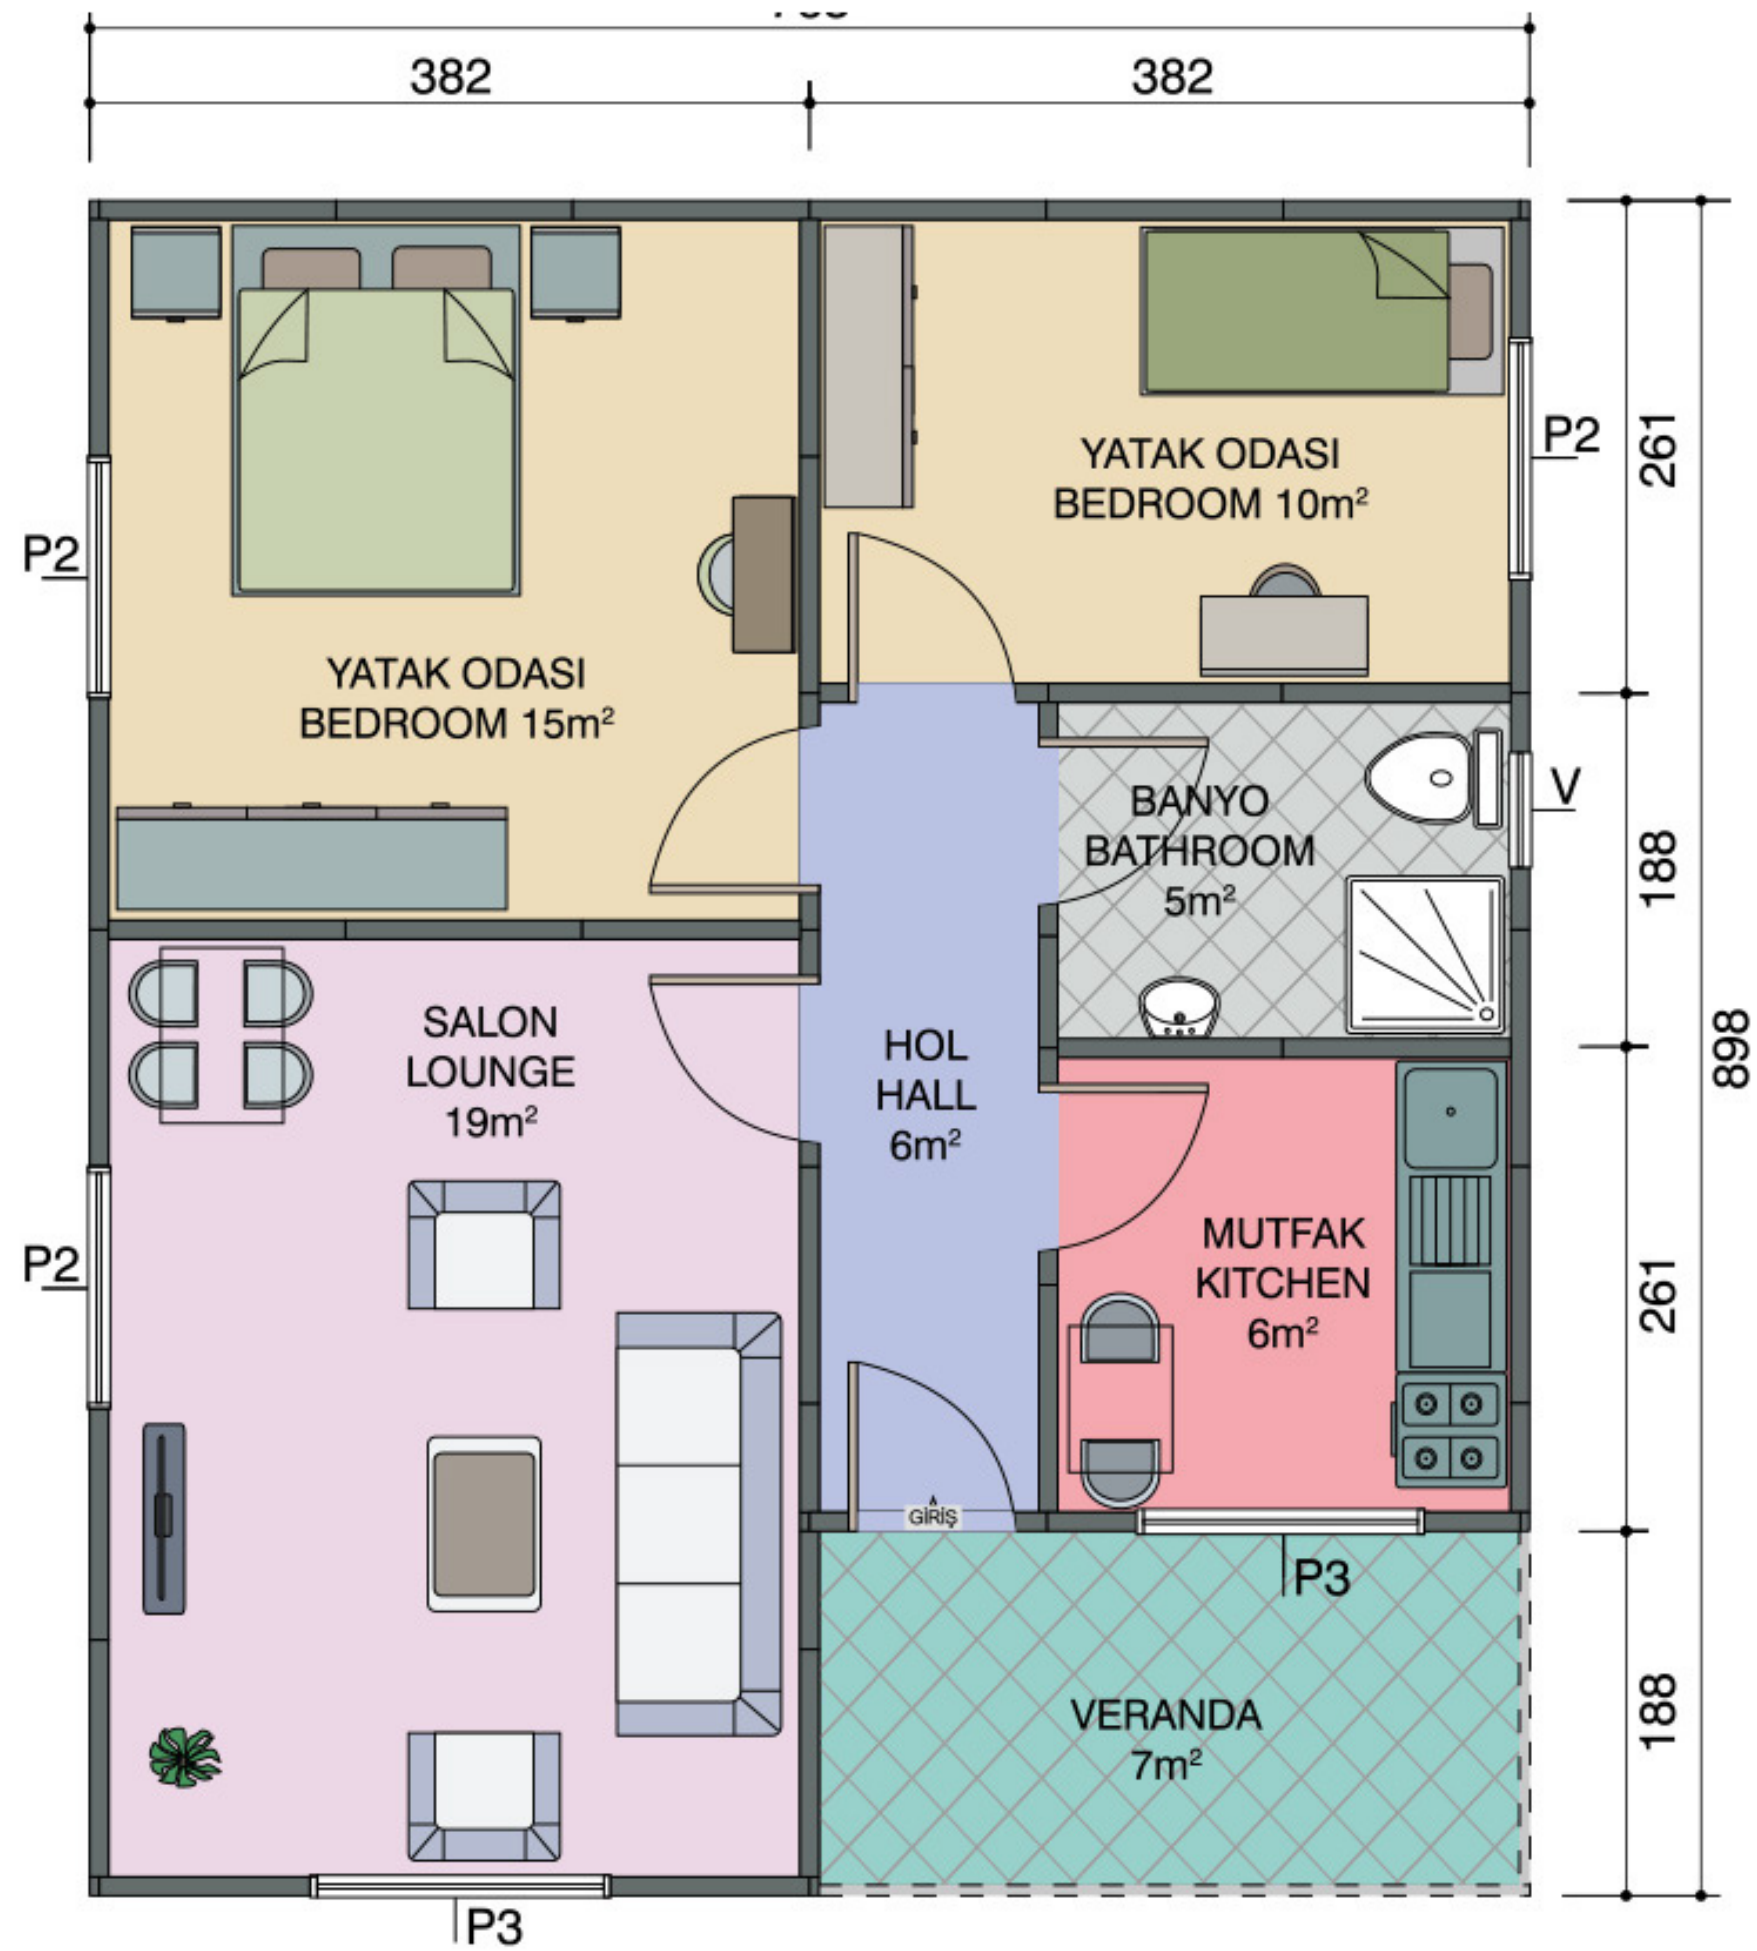 382
382
YATAK ODASI
BEDROOM 10m²
P2
261
P2
YATAK ODASI
BEDROOM 15m²
BANYO
BATHROOM
5m²
V
188
SALON
LOUNGE
19m²
HOL
HALL
6m²
898
P2
MUTFAK
KITCHEN
6m²
261
GİRİŞ
P3
VERANDA
7m²
188
P3